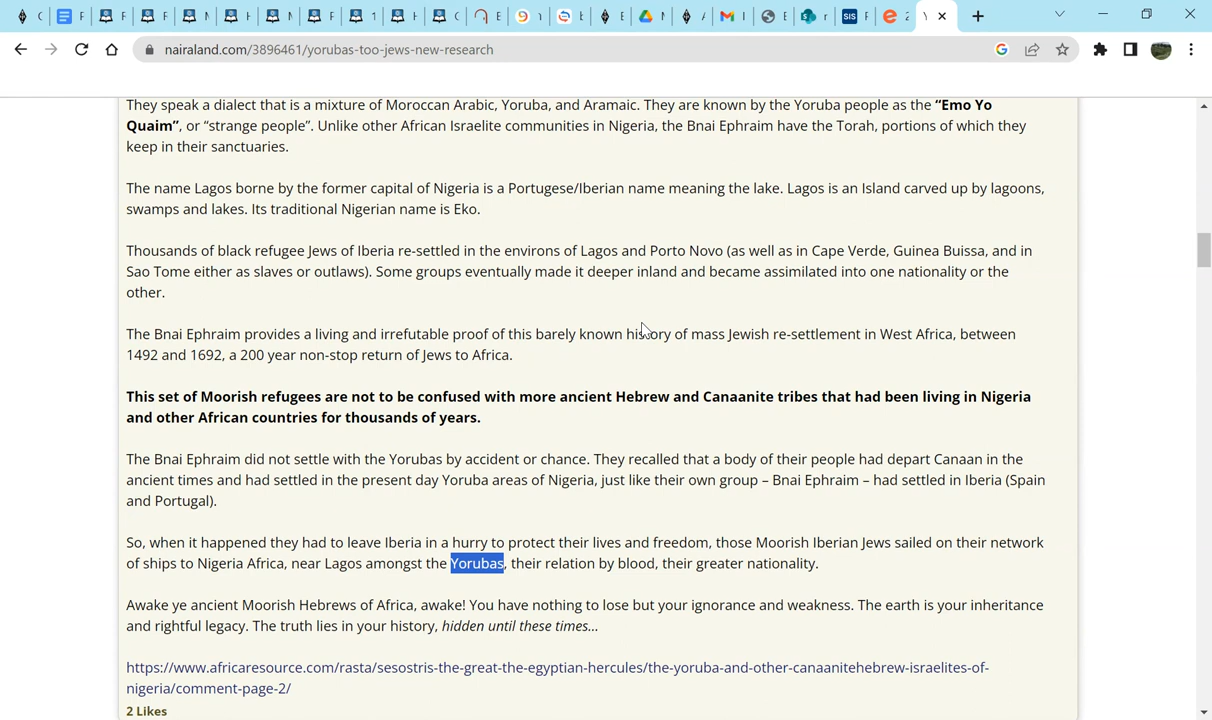 nairaland.com/3896461/yorubas-too-jews-new-research
They speak a dialect that is a mixture of Moroccan Arabic, Yoruba, and Aramaic. They are known by the Yoruba people as the “Emo Yo
Quaim”, or “strange people”. Unlike other African Israelite communities in Nigeria, the Bnai Ephraim have the Torah, portions of which they
keep in their sanctuaries.
The name Lagos borne by the former capital of Nigeria is a Portugese/Iberian name meaning the lake. Lagos is an Island carved up by lagoons,
swamps and lakes. Its traditional Nigerian name is Eko.
Thousands of black refugee Jews of Iberia re-settled in the environs of Lagos and Porto Novo (as well as in Cape Verde, Guinea Buissa, and in
Sao Tome either as slaves or outlaws). Some groups eventually made it deeper inland and became assimilated into one nationality or the
other.
The Bnai Ephraim provides a living and irrefutable proof of this barely known history of mass Jewish re-settlement in West Africa, between
1492 and 1692, a 200 year non-stop return of Jews to Africa.
This set of Moorish refugees are not to be confused with more ancient Hebrew and Canaanite tribes that had been living in Nigeria
and other African countries for thousands of years.
The Bnai Ephraim did not settle with the Yorubas by accident or chance. They recalled that a body of their people had depart Canaan in the
ancient times and had settled in the present day Yoruba areas of Nigeria, just like their own group – Bnai Ephraim – had settled in Iberia (Spain
and Portugal).
So, when it happened they had to leave Iberia in a hurry to protect their lives and freedom, those Moorish Iberian Jews sailed on their network
of ships to Nigeria Africa, near Lagos amongst the Yorubas, their relation by blood, their greater nationality.
Awake ye ancient Moorish Hebrews of Africa, awake! You have nothing to lose but your ignorance and weakness. The earth is your inheritance
and rightful legacy. The truth lies in your history, hidden until these times...
https://www.africaresource.com/rasta/sesostris-the-great-the-egyptian-hercules/the-yoruba-and-other-canaanitehebrew-israelites-of-
nigeria/comment-page-2/
2 Likes